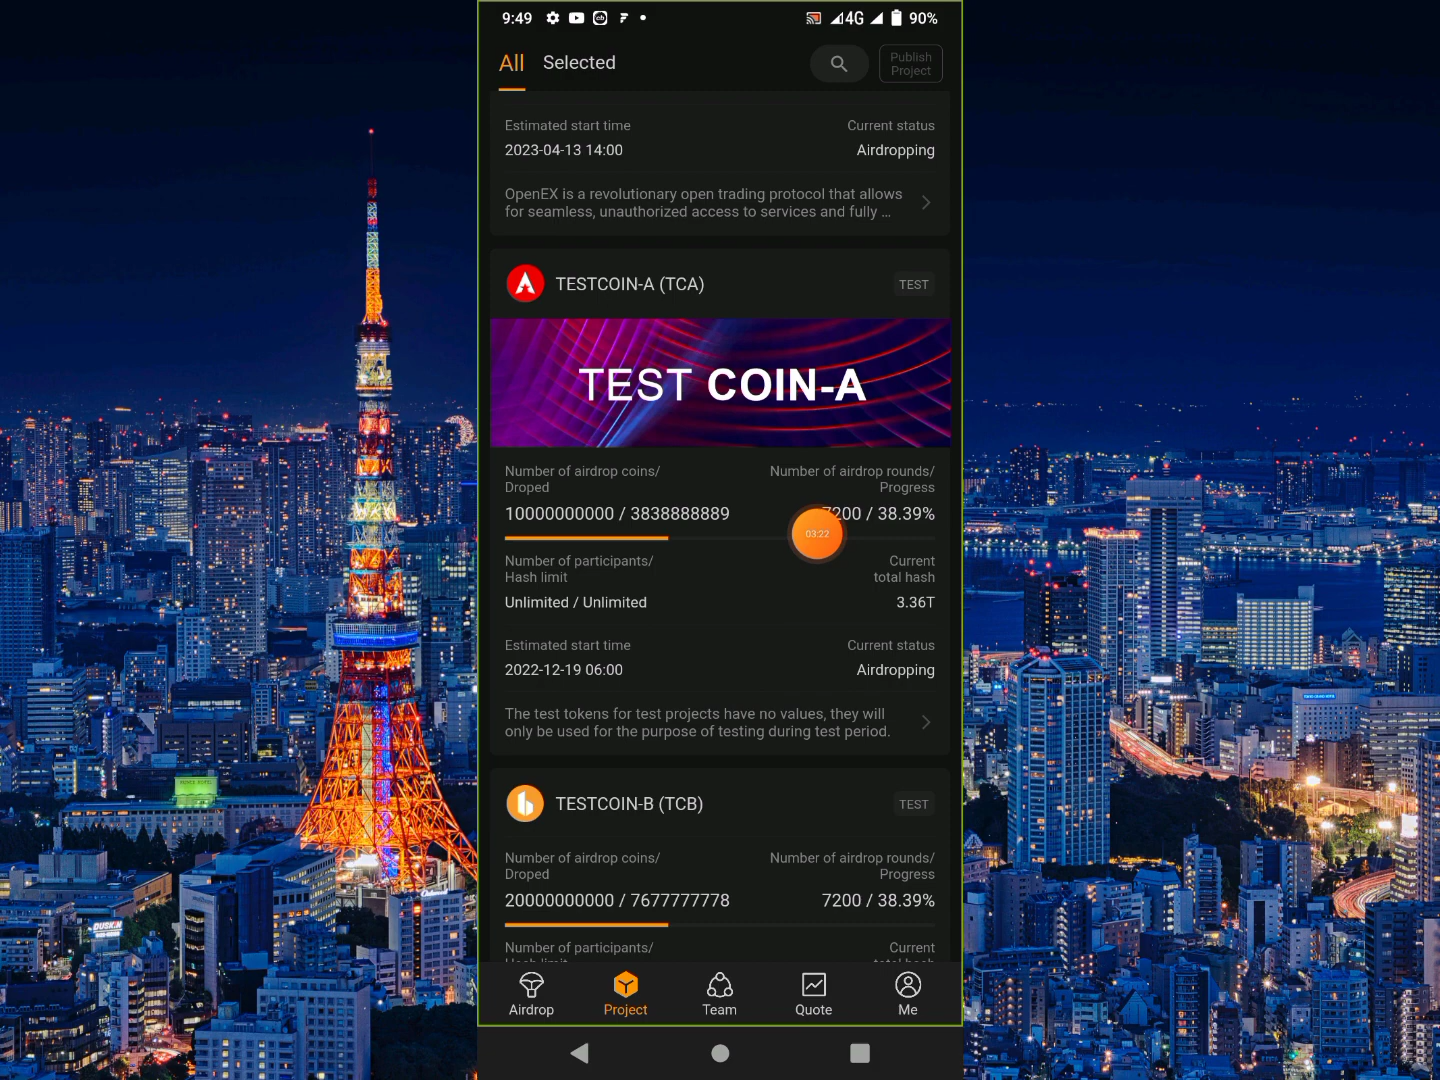 9:49
4G
90%
All
Selected
Publish
Project
Estimated start time
Current status
2023-04-13 14:00
Airdropping
OpenEX is a revolutionary open trading protocol that allows
for seamless, unauthorized access to services and fully ...
TESTCOIN-A (TCA)
TEST
TEST COIN-A
Number of airdrop coins/
Droped
Number of airdrop rounds/
Progress
10000000000 / 3838888889
7200 / 38.39%
03:22
Number of participants/
Hash limit
Current
total hash
Unlimited / Unlimited
3.36T
Estimated start time
Current status
2022-12-19 06:00
Airdropping
The test tokens for test projects have no values, they will
only be used for the purpose of testing during test period.
TESTCOIN-B (TCB)
TEST
Number of airdrop coins/
Droped
Number of airdrop rounds/
Progress
20000000000 / 7677777778
7200 / 38.39%
Number of participants/
Hash limit
Current
total hash
Airdrop
Project
Team
Quote
Me
DUSKIN